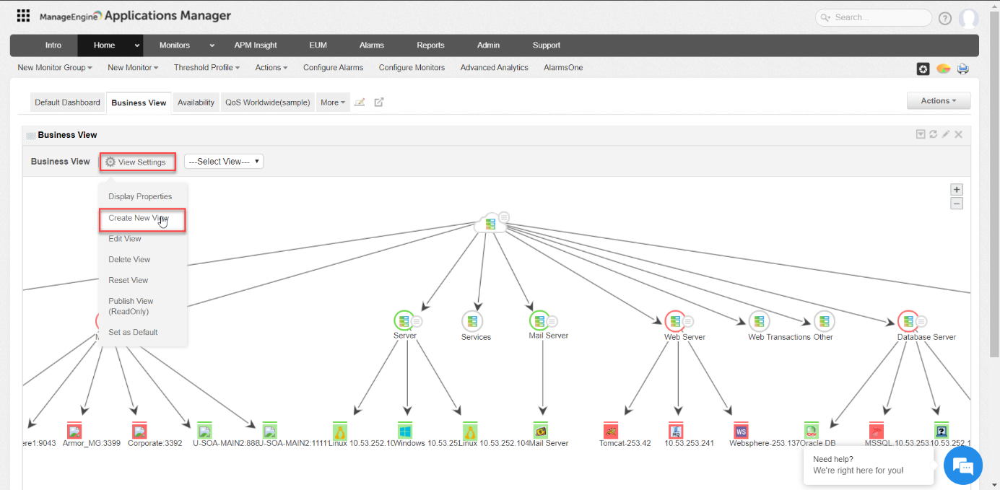 ManageEngine Applications Manager
Search...
Intro Home Monitors APM Insight EUM Alarms Reports Admin Support
New Monitor Group New Monitor Threshold Profile Actions Configure Alarms Configure Monitors Advanced Analytics AlarmsOne
Default Dashboard Business View Availability QoS Worldwide(sample) More Actions
Business View
Business View View Settings ---Select View---
Display Properties
Create New View
Edit View
Delete View
Reset View
Publish View
(ReadOnly)
Set as Default
Server Services Mail Server Web Server Web Transactions Other Database Server
ere1:9043 Armor_MG:3399 Corporate:3392 U-SOA-MAIN2:888 U-SOA-MAIN2:1111 Linux 10.53.252.10 Windows 10.53.25 Linux 10.53.252.104 Mail Server Tomcat-253.42 10.53.253.241 Websphere-253.137 Oracle DB MSSQL 10.53.253 10.53.252.1
WS
MQ
Need help?
We're right here for you!